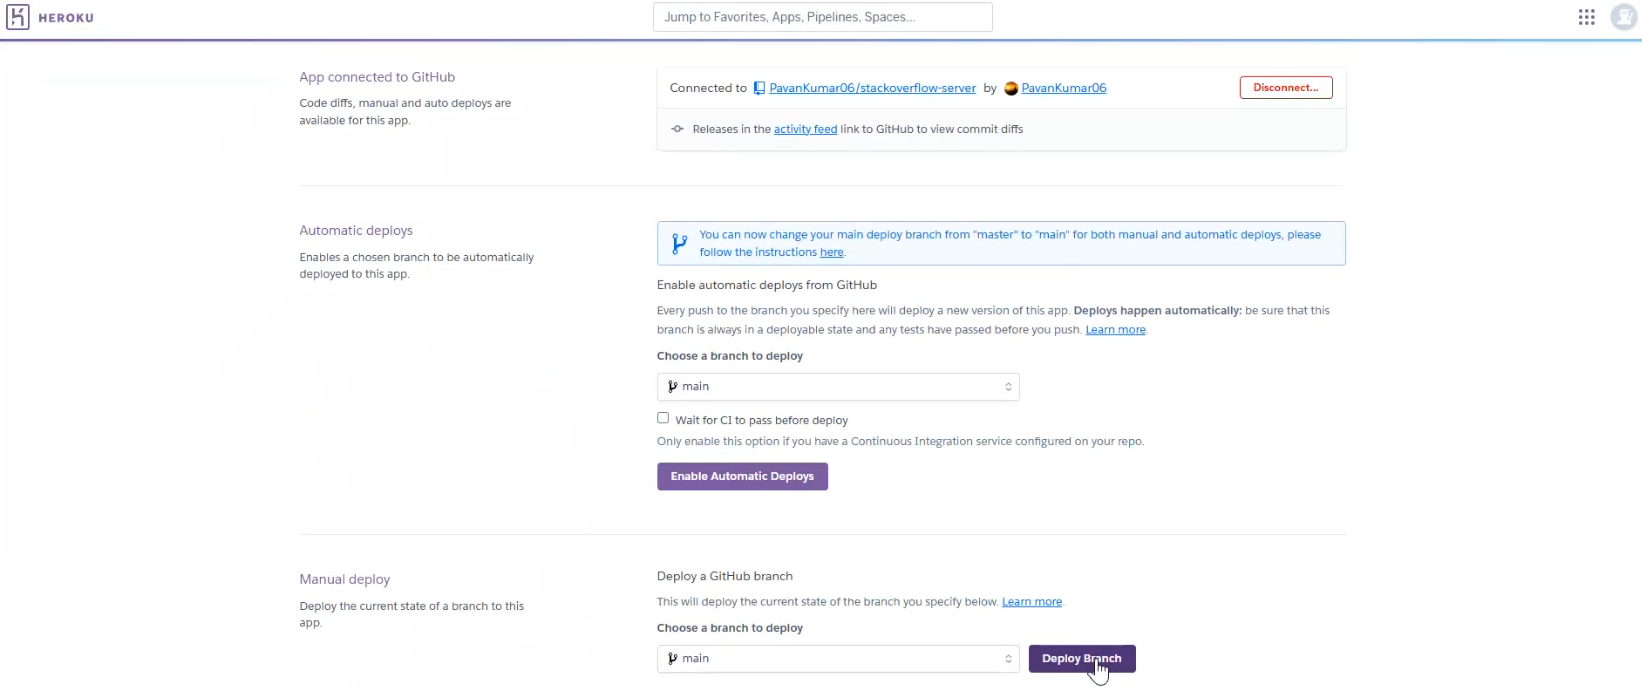 HEROKU
Jump to Favorites, Apps, Pipelines, Spaces...
App connected to GitHub
Code diffs, manual and auto deploys are
available for this app.
Connected to PavanKumar06/stackoverflow-server by PavanKumar06
Disconnect...
Releases in the activity feed link to GitHub to view commit diffs
Automatic deploys
Enables a chosen branch to be automatically
deployed to this app.
You can now change your main deploy branch from "master" to "main" for both manual and automatic deploys, please
follow the instructions here.
Enable automatic deploys from GitHub
Every push to the branch you specify here will deploy a new version of this app. Deploys happen automatically: be sure that this
branch is always in a deployable state and any tests have passed before you push. Learn more.
Choose a branch to deploy
main
Wait for CI to pass before deploy
Only enable this option if you have a Continuous Integration service configured on your repo.
Enable Automatic Deploys
Manual deploy
Deploy the current state of a branch to this
app.
Deploy a GitHub branch
This will deploy the current state of the branch you specify below. Learn more.
Choose a branch to deploy
main
Deploy Branch